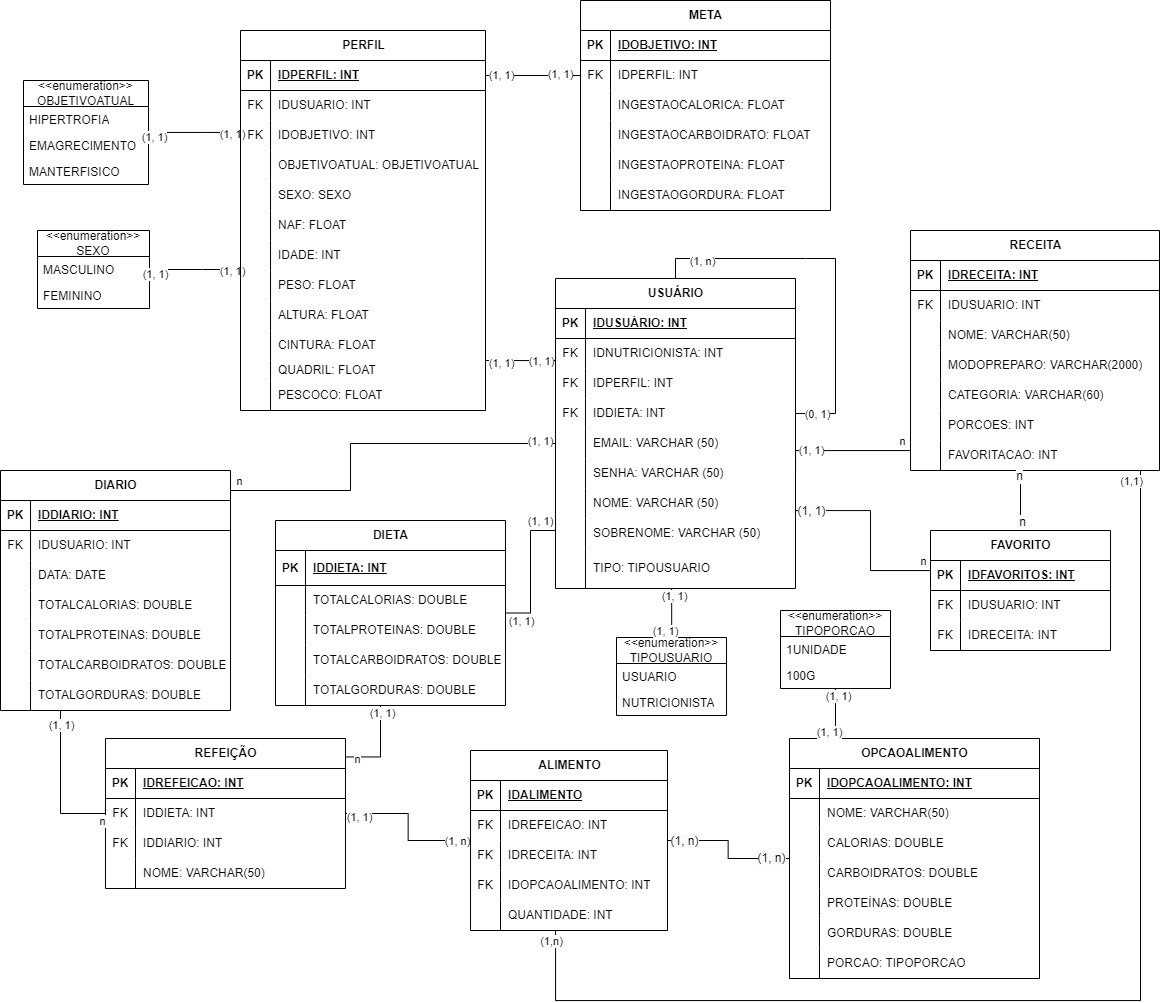 META
PK IDOBJETIVO: INT
FK IDPERFIL: INT
INGESTAOCALORICA: FLOAT
INGESTAOCARBOIDRATO: FLOAT
INGESTAOPROTEINA: FLOAT
INGESTAOGORDURA: FLOAT
(1, 1)
(1, 1)
PERFIL
PK IDPERFIL: INT
FK IDUSUARIO: INT
FK IDOBJETIVO: INT
OBJETIVOATUAL: OBJETIVOATUAL
SEXO: SEXO
NAF: FLOAT
IDADE: INT
PESO: FLOAT
ALTURA: FLOAT
CINTURA: FLOAT
QUADRIL: FLOAT
PESCOCO: FLOAT
<<enumeration>>
OBJETIVOATUAL
HIPERTROFIA
EMAGRECIMENTO
MANTERFISICO
(1, 1)
(1, 1)
<<enumeration>>
SEXO
MASCULINO
FEMININO
(1, 1)
(1, 1)
(1, 1)
(1, 1)
USUÁRIO
PK IDUSUÁRIO: INT
FK IDNUTRICIONISTA: INT
FK IDPERFIL: INT
FK IDDIETA: INT
EMAIL: VARCHAR (50)
SENHA: VARCHAR (50)
NOME: VARCHAR (50)
SOBRENOME: VARCHAR (50)
TIPO: TIPOUSUARIO
(1, n)
(0, 1)
(1, 1)
n
(1, 1)
n
RECEITA
PK IDRECEITA: INT
FK IDUSUARIO: INT
NOME: VARCHAR(50)
MODOPREPARO: VARCHAR(2000)
CATEGORIA: VARCHAR(60)
PORCOES: INT
FAVORITACAO: INT
n
(1,1)
n
FAVORITO
PK IDFAVORITOS: INT
FK IDUSUARIO: INT
FK IDRECEITA: INT
(1, 1)
n
DIARIO
PK IDDIARIO: INT
FK IDUSUARIO: INT
DATA: DATE
TOTALCALORIAS: DOUBLE
TOTALPROTEINAS: DOUBLE
TOTALCARBOIDRATOS: DOUBLE
TOTALGORDURAS: DOUBLE
(1, 1)
n
DIETA
PK IDDIETA: INT
TOTALCALORIAS: DOUBLE
TOTALPROTEINAS: DOUBLE
TOTALCARBOIDRATOS: DOUBLE
TOTALGORDURAS: DOUBLE
(1, 1)
(1, 1)
(1, 1)
n
(1, 1)
(1, 1)
<<enumeration>>
TIPOUSUARIO
USUARIO
NUTRICIONISTA
<<enumeration>>
TIPOPORCAO
1UNIDADE
100G
(1, 1)
(1, 1)
REFEIÇÃO
PK IDREFEICAO: INT
FK IDDIETA: INT
FK IDDIARIO: INT
NOME: VARCHAR(50)
(1, 1)
(1, n)
ALIMENTO
PK IDALIMENTO
FK IDREFEICAO: INT
FK IDRECEITA: INT
FK IDOPCAOALIMENTO: INT
QUANTIDADE: INT
(1, n)
(1, n)
(1,n)
OPCAOALIMENTO
PK IDOPCAOALIMENTO: INT
NOME: VARCHAR(50)
CALORIAS: DOUBLE
CARBOIDRATOS: DOUBLE
PROTEÍNAS: DOUBLE
GORDURAS: DOUBLE
PORCAO: TIPOPORCAO